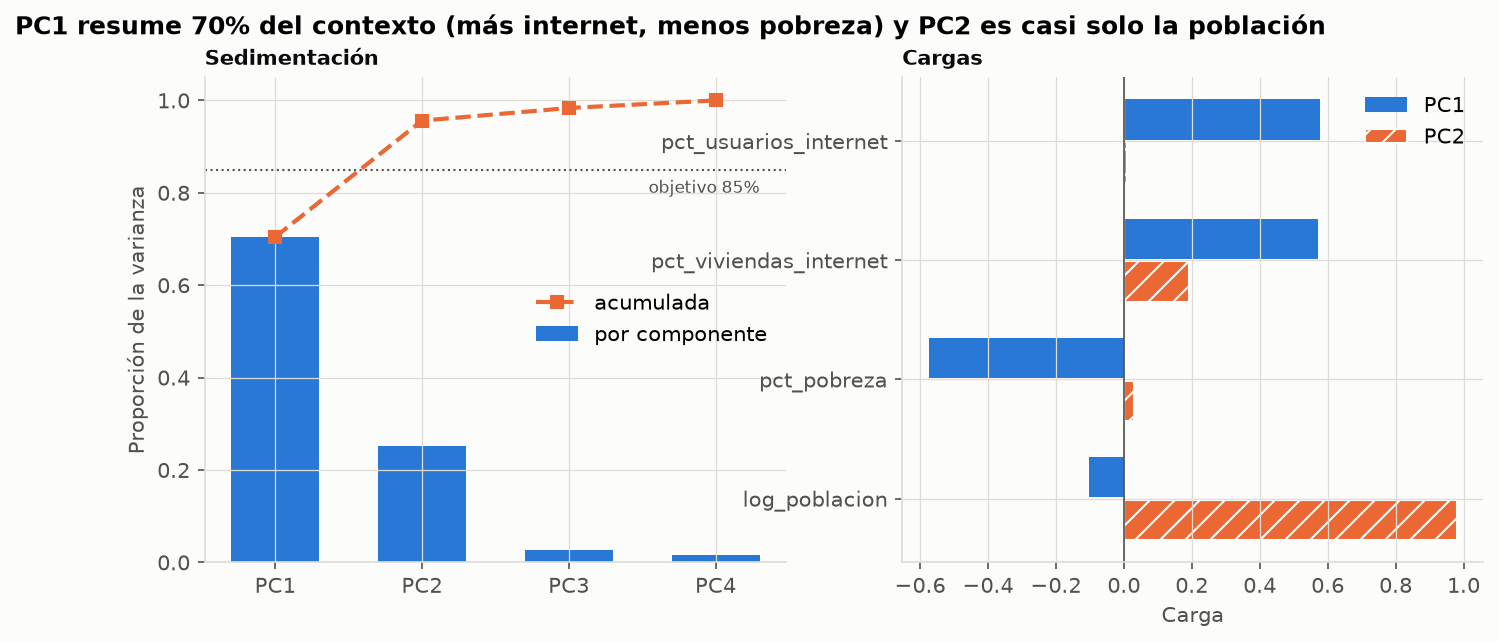 PC1 resume 70% del contexto (más internet, menos pobreza) y PC2 es casi solo la población
Sedimentación
Proporción de la varianza
1.0
0.8
0.6
0.4
0.2
0.0
objetivo 85%
acumulada
por componente
PC1
PC2
PC3
PC4
Cargas
PC1
PC2
pct_usuarios_internet
pct_viviendas_internet
pct_pobreza
log_poblacion
−0.6
−0.4
−0.2
0.0
0.2
0.4
0.6
0.8
1.0
Carga